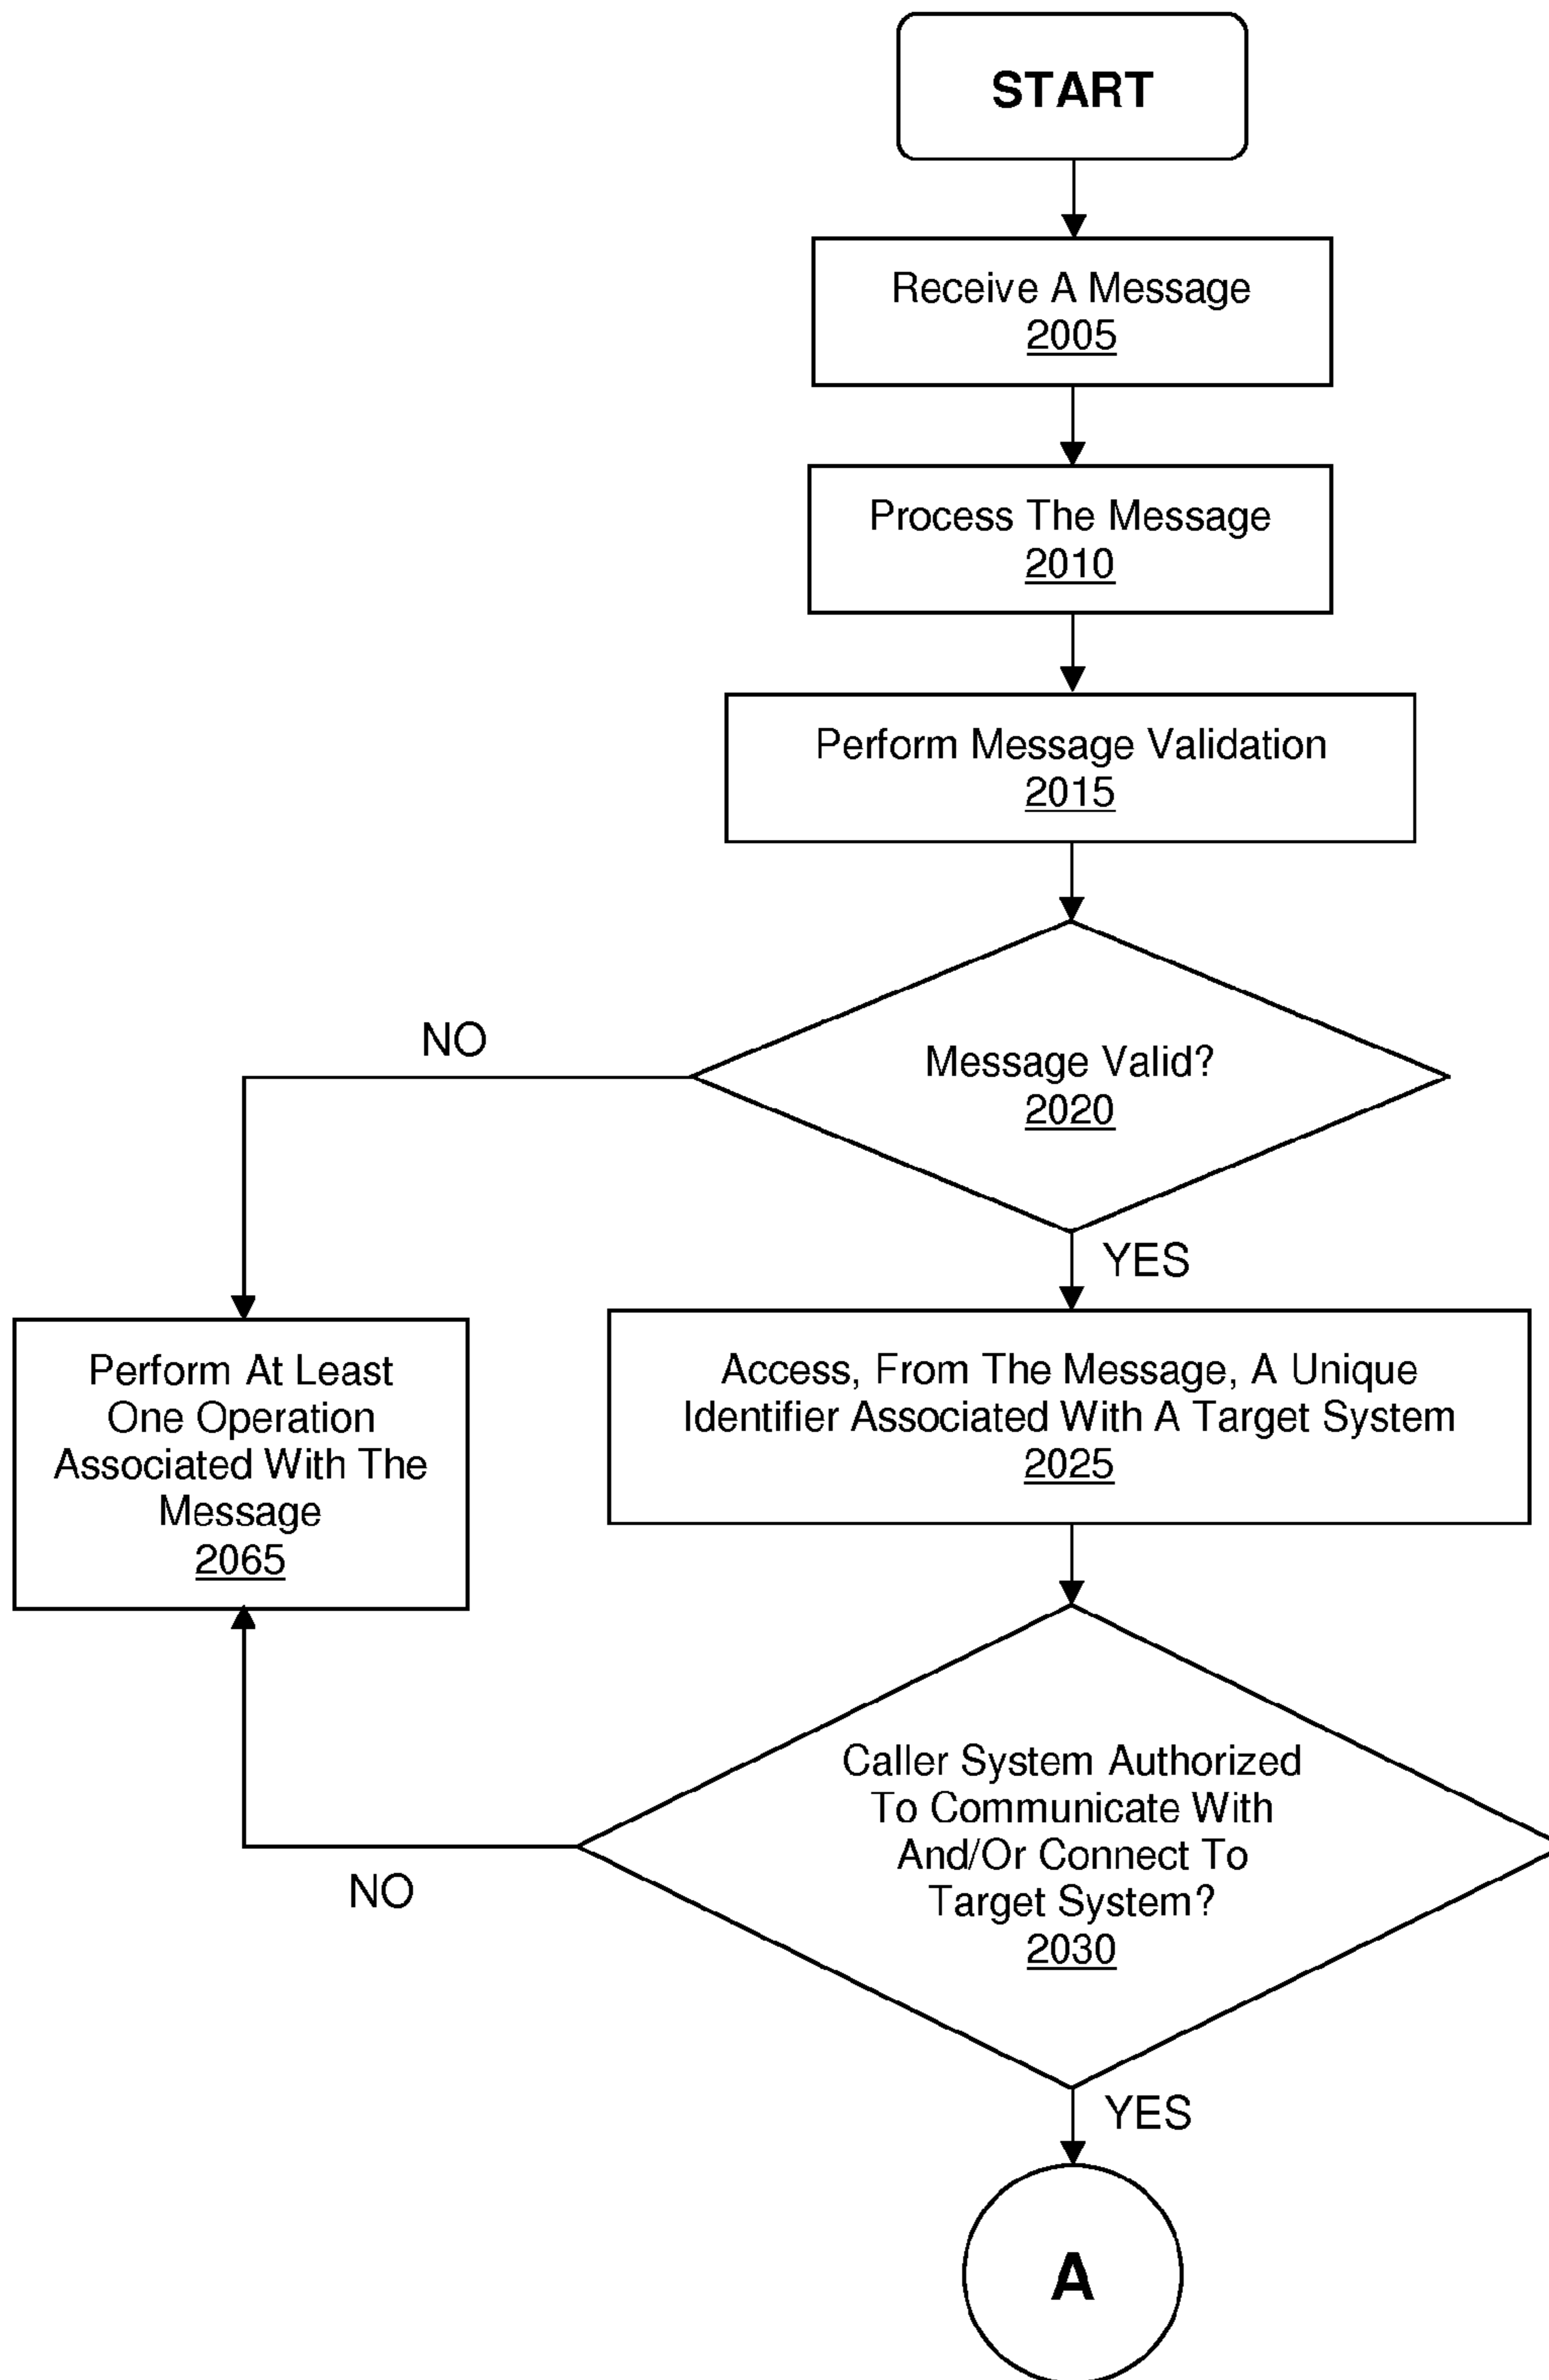 START
Receive A Message
2005
Process The Message
2010
Perform Message Validation
2015
Message Valid?
2020
NO
YES
Perform At Least
One Operation
Associated With The
Message
2065
Access, From The Message, A Unique
Identifier Associated With A Target System
2025
Caller System Authorized
To Communicate With
And/Or Connect To
Target System?
2030
NO
YES
A